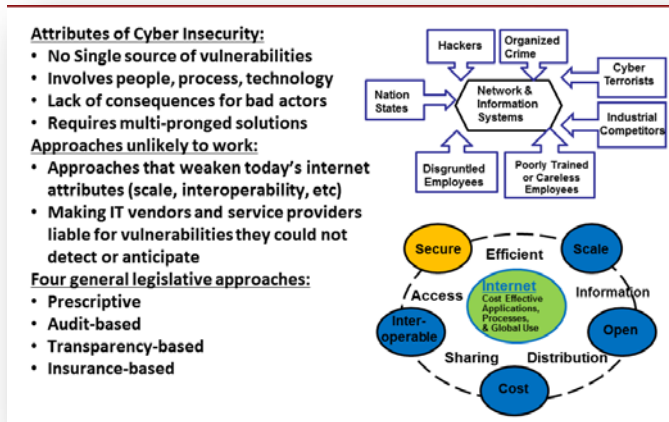 Attributes of Cyber Insecurity:
• No Single source of vulnerabilities
• Involves people, process, technology
• Lack of consequences for bad actors
• Requires multi-pronged solutions
Approaches unlikely to work:
• Approaches that weaken today's internet
attributes (scale, interoperability, etc)
• Making IT vendors and service providers
liable for vulnerabilities they could not
detect or anticipate
Four general legislative approaches:
• Prescriptive
• Audit-based
• Transparency-based
• Insurance-based
Hackers
Organized
Crime
Cyber
Terrorists
Nation
States
Network &
Information
Systems
Industrial
Competitors
Disgruntled
Employees
Poorly Trained
or Careless
Employees
Secure
Efficient
Scale
Access
Internet
Cost Effective
Applications,
Processes,
& Global Use
Information
Inter-
operable
Open
Sharing
Distribution
Cost